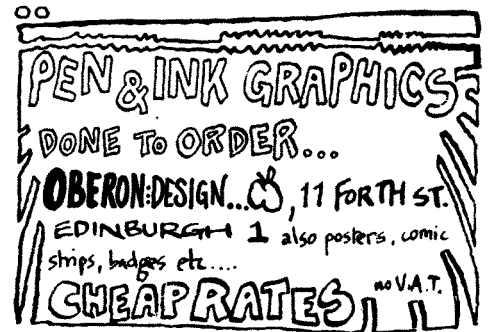 PEN & INK GRAPHICS
DONE TO ORDER...
OBERON:DESIGN... , 11 FORTH ST.
EDINBURGH 1 also posters, comic
strips, badges etc....
CHEAP RATES no V.A.T.